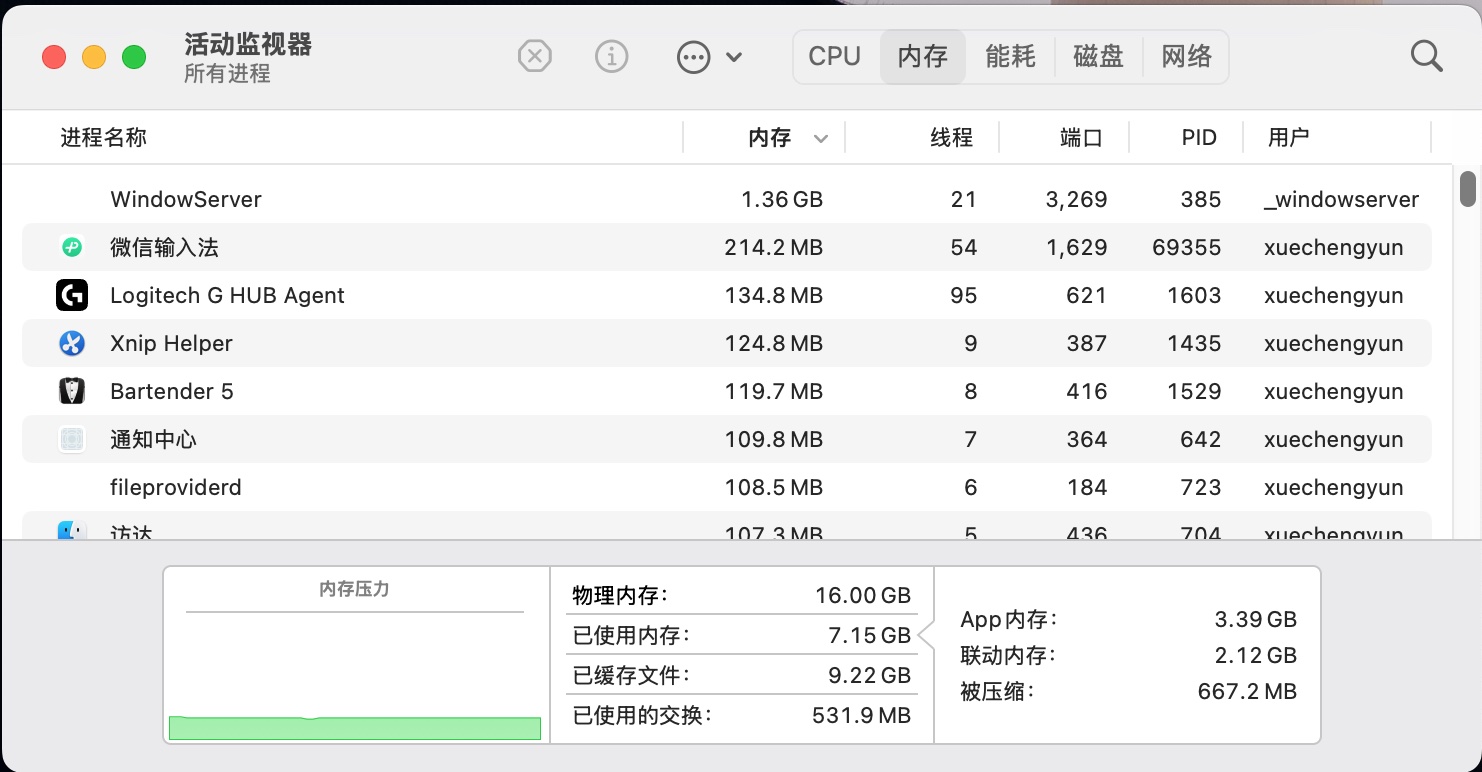 活动监视器
所有进程
CPU 内存 能耗 磁盘 网络
进程名称 内存 线程 端口 PID 用户
WindowServer 1.36 GB 21 3,269 385 _windowserver
微信输入法 214.2 MB 54 1,629 69355 xuechengyun
Logitech G HUB Agent 134.8 MB 95 621 1603 xuechengyun
Xnip Helper 124.8 MB 9 387 1435 xuechengyun
Bartender 5 119.7 MB 8 416 1529 xuechengyun
通知中心 109.8 MB 7 364 642 xuechengyun
fileproviderd 108.5 MB 6 184 723 xuechengyun
访达 107.3 MB 5 436 704 xuechengyun
内存压力
物理内存： 16.00 GB
已使用内存： 7.15 GB
已缓存文件： 9.22 GB
已使用的交换： 531.9 MB
App内存： 3.39 GB
联动内存： 2.12 GB
被压缩： 667.2 MB